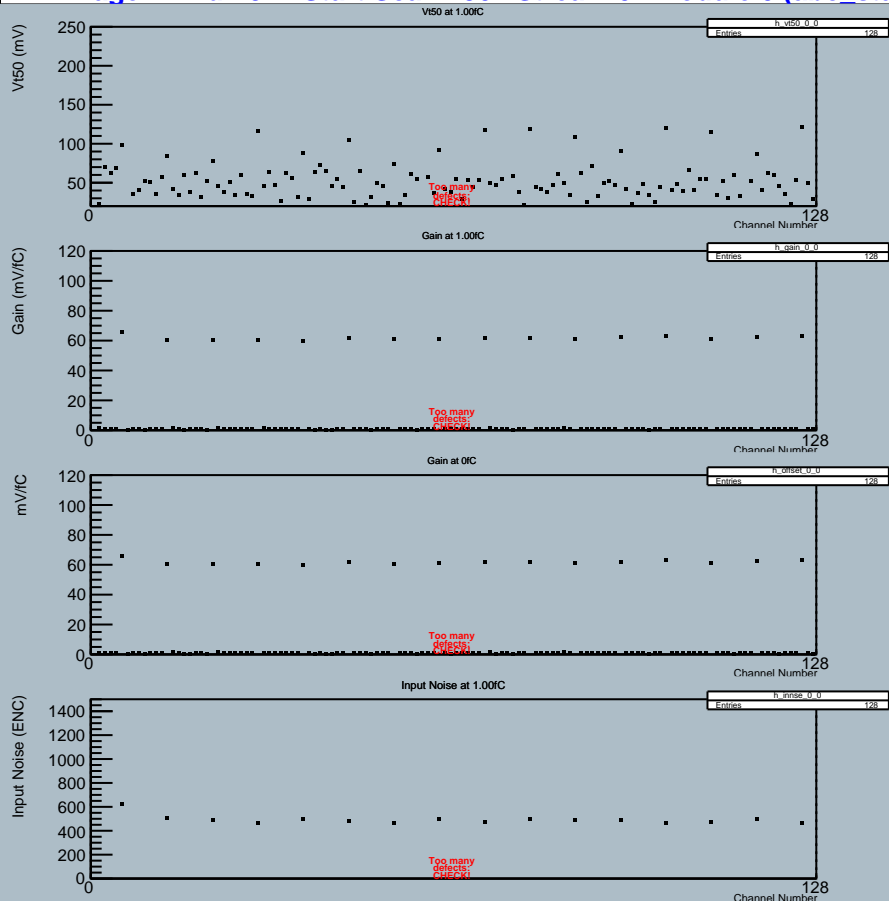 Vt50 at 1.00fC
h_vt50_0_0
Entries 128
Vt50 (mV)
250
200
150
100
50
Too many
defects:
CHECK!
0
128
Channel Number
Gain at 1.00fC
h_gain_0_0
Entries 128
Gain (mV/fC)
120
100
80
60
40
20
0
Too many
defects:
CHECK!
0
128
Channel Number
Gain at 0fC
h_offset_0_0
Entries 128
mV/fC
120
100
80
60
40
20
0
Too many
defects:
CHECK!
0
128
Channel Number
Input Noise at 1.00fC
h_innse_0_0
Entries 128
Input Noise (ENC)
1400
1200
1000
800
600
400
200
0
Too many
defects:
CHECK!
0
128
Channel Number